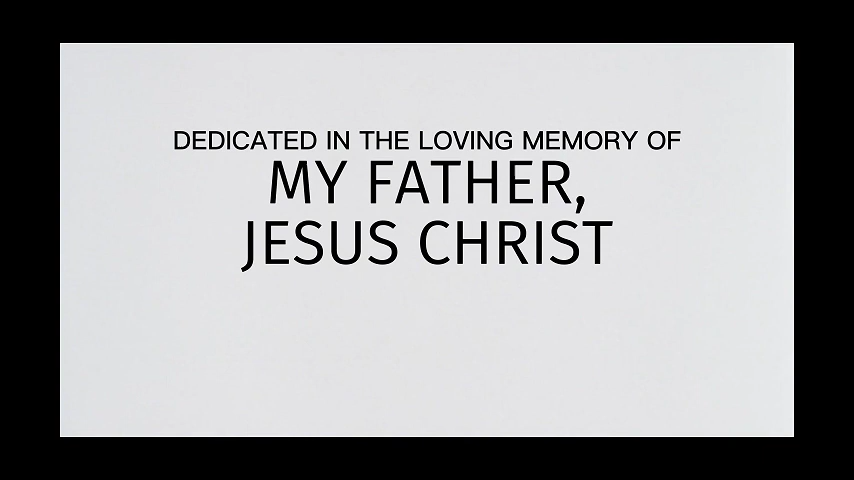 DEDICATED IN THE LOVING MEMORY OF
MY FATHER,
JESUS CHRIST